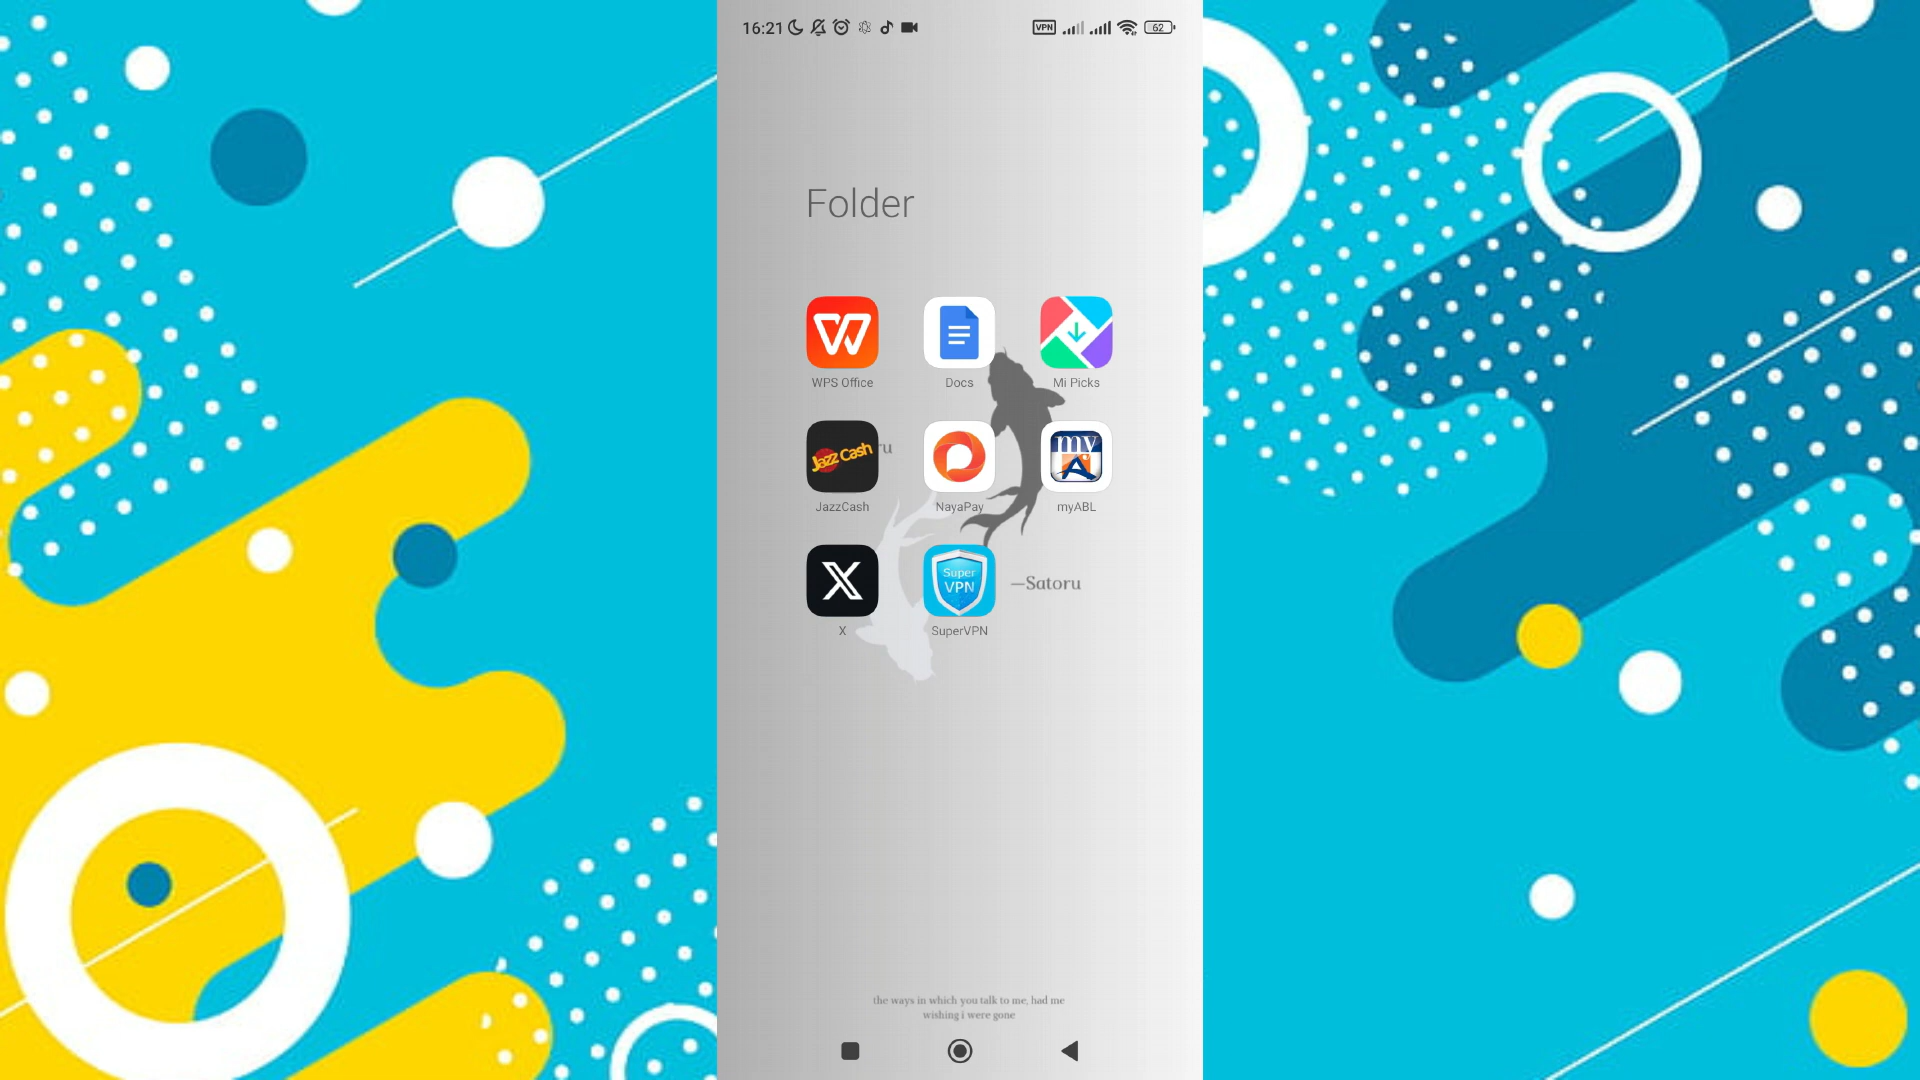 16:21
VPN
62
Folder
WPS Office
Docs
Mi Picks
Jazz Cash
ru
my
A
JazzCash
NayaPay
myABL
Super
VPN
—Satoru
X
SuperVPN
the ways in which you talk to me, had me
wishing i were gone